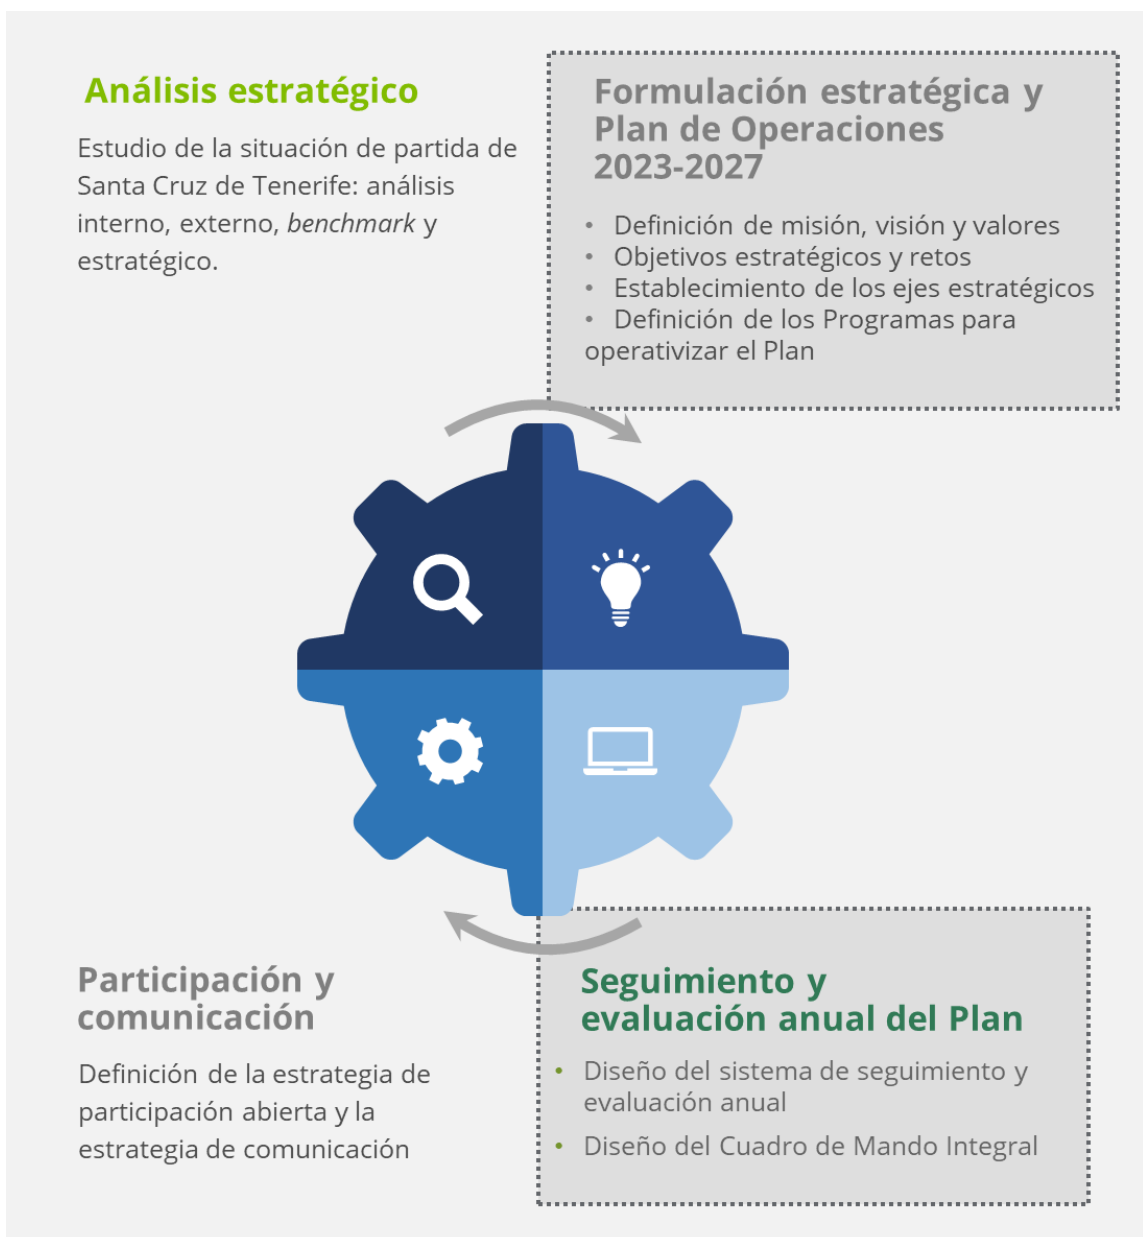 Análisis estratégico
Estudio de la situación de partida de
Santa Cruz de Tenerife: análisis
interno, externo, benchmark y
estratégico.
Formulación estratégica y
Plan de Operaciones
2023-2027
• Definición de misión, visión y valores
• Objetivos estratégicos y retos
• Establecimiento de los ejes estratégicos
• Definición de los Programas para
operativizar el Plan
Participación y
comunicación
Definición de la estrategia de
participación abierta y la
estrategia de comunicación
Seguimiento y
evaluación anual del Plan
• Diseño del sistema de seguimiento y
evaluación anual
• Diseño del Cuadro de Mando Integral